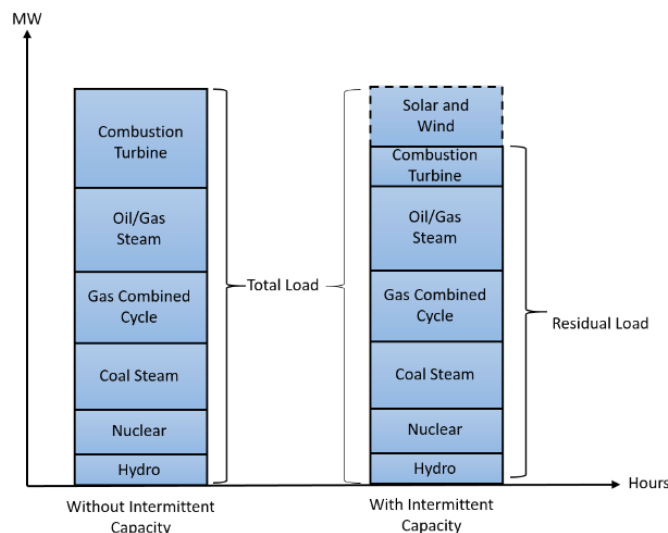 MW
Combustion
Turbine
Oil/Gas
Steam
Gas Combined
Cycle
Coal Steam
Nuclear
Hydro
Without Intermittent
Capacity
Total Load
Solar and
Wind
Combustion
Turbine
Oil/Gas
Steam
Gas Combined
Cycle
Coal Steam
Nuclear
Hydro
With Intermittent
Capacity
Residual Load
Hours